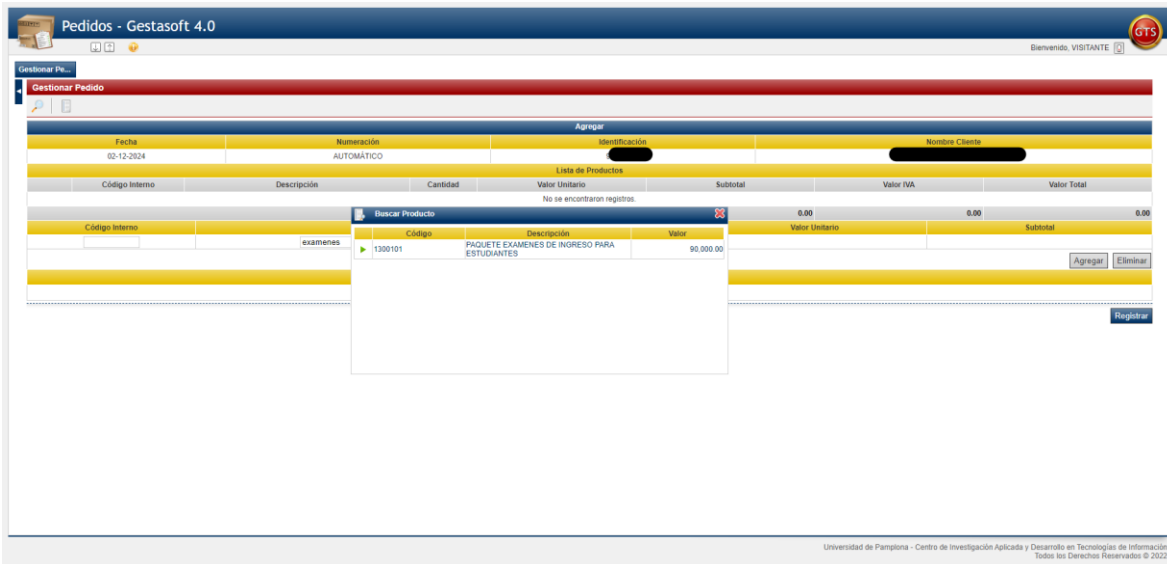 Pedidos - Gestasoft 4.0
GTS
Bienvenido, VISITANTE
Gestionar Pe...
Gestionar Pedido
Agregar
Fecha Numeración Identificación Nombre Cliente
02-12-2024 AUTOMÁTICO
Lista de Productos
Código Interno Descripción Cantidad Valor Unitario Subtotal Valor IVA Valor Total
No se encontraron registros.
0.00 0.00 0.00
Código Interno Valor Unitario Subtotal
examenes
Buscar Producto
Código Descripción Valor
1300101 PAQUETE EXAMENES DE INGRESO PARA ESTUDIANTES 90,000.00
Agregar Eliminar
Registrar
Universidad de Pamplona - Centro de Investigación Aplicada y Desarrollo en Tecnologías de Información
Todos los Derechos Reservados © 2022